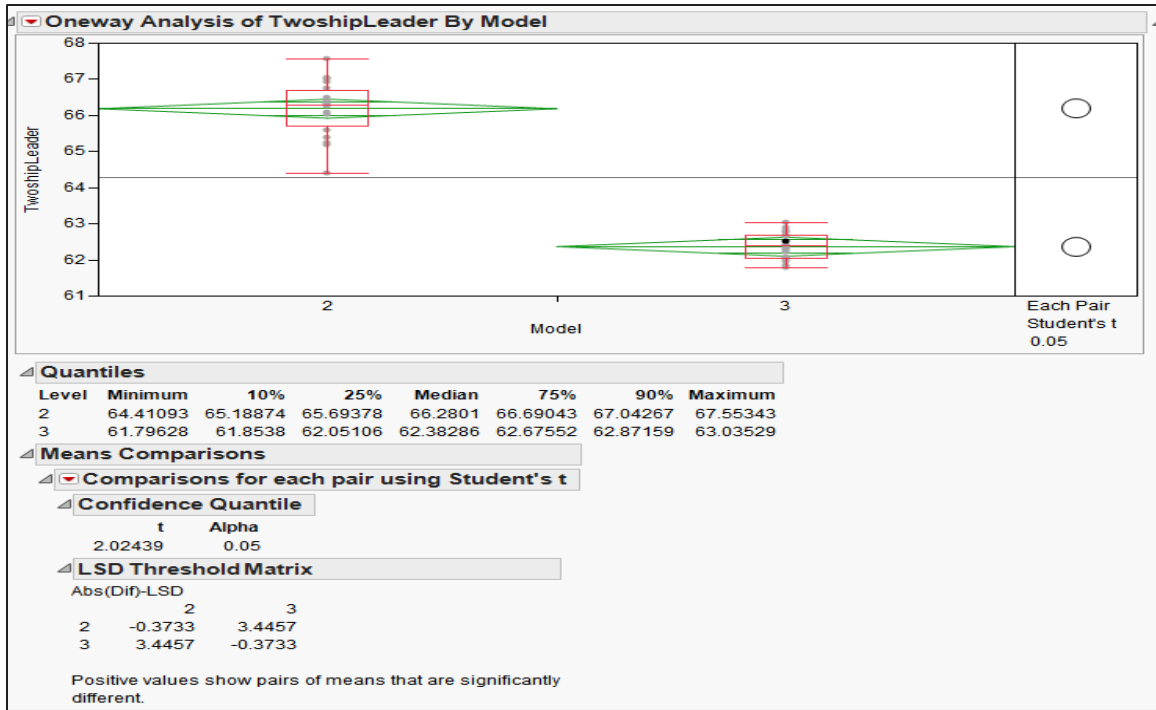 Oneway Analysis of TwoshipLeader By Model
68
67
66
65
64
63
62
61
TwoshipLeader
2 3
Model
Each Pair
Student's t
0.05
Quantiles
Level Minimum 10% 25% Median 75% 90% Maximum
2 64.41093 65.18874 65.69378 66.2801 66.69043 67.04267 67.55343
3 61.79628 61.8538 62.05106 62.38286 62.67552 62.87159 63.03529
Means Comparisons
Comparisons for each pair using Student's t
Confidence Quantile
t Alpha
2.02439 0.05
LSD Threshold Matrix
Abs(Dif)-LSD
2 3
2 -0.3733 3.4457
3 3.4457 -0.3733
Positive values show pairs of means that are significantly
different.